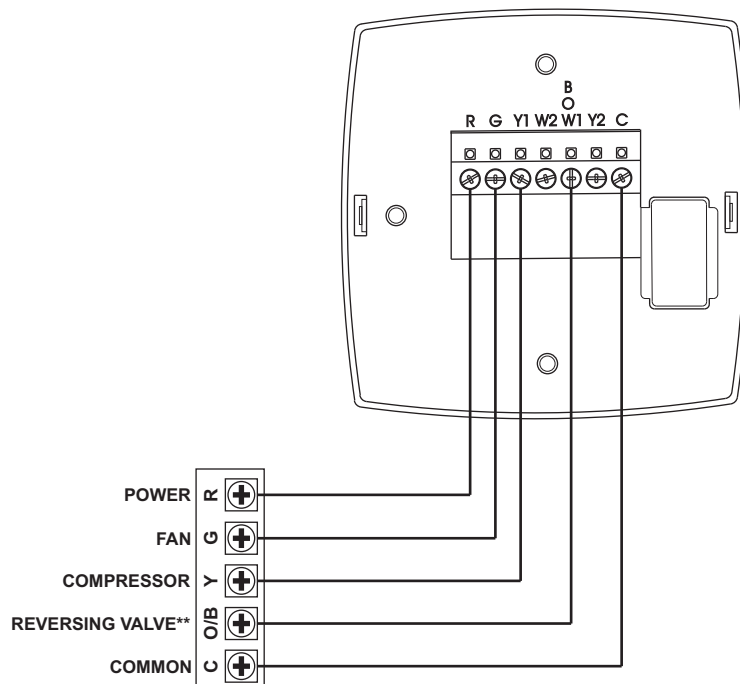 B
O
R G Y1 W2 W1 Y2 C
POWER R
FAN G
COMPRESSOR Y
REVERSING VALVE** O/B
COMMON C